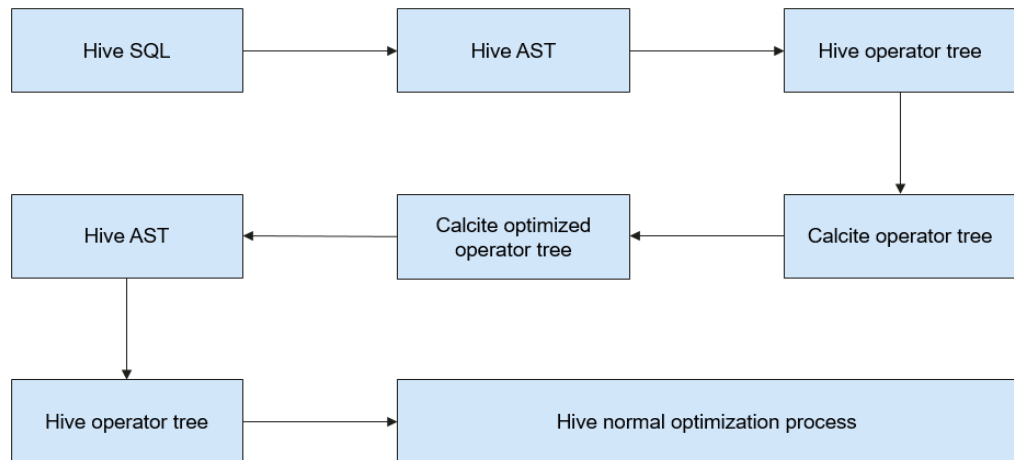 Hive SQL
Hive AST
Hive operator tree
Calcite operator tree
Calcite optimized
operator tree
Hive AST
Hive operator tree
Hive normal optimization process